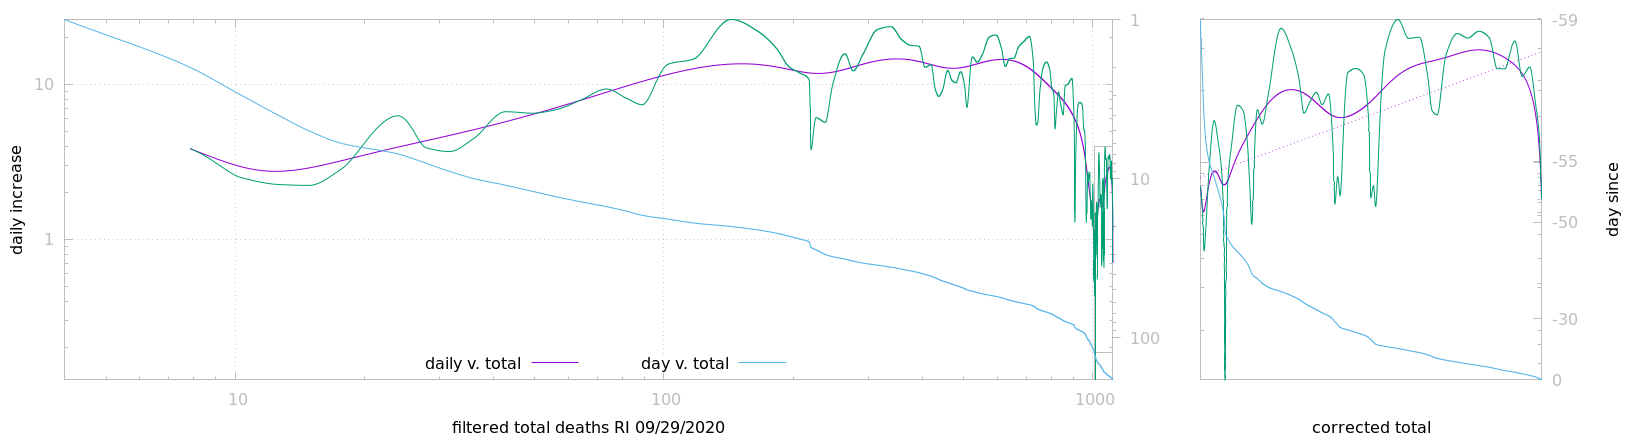 1
-59
10
daily increase
-55
10
day since
-50
1
-30
100
daily v. total
day v. total
0
10
100
1000
filtered total deaths RI 09/29/2020
corrected total